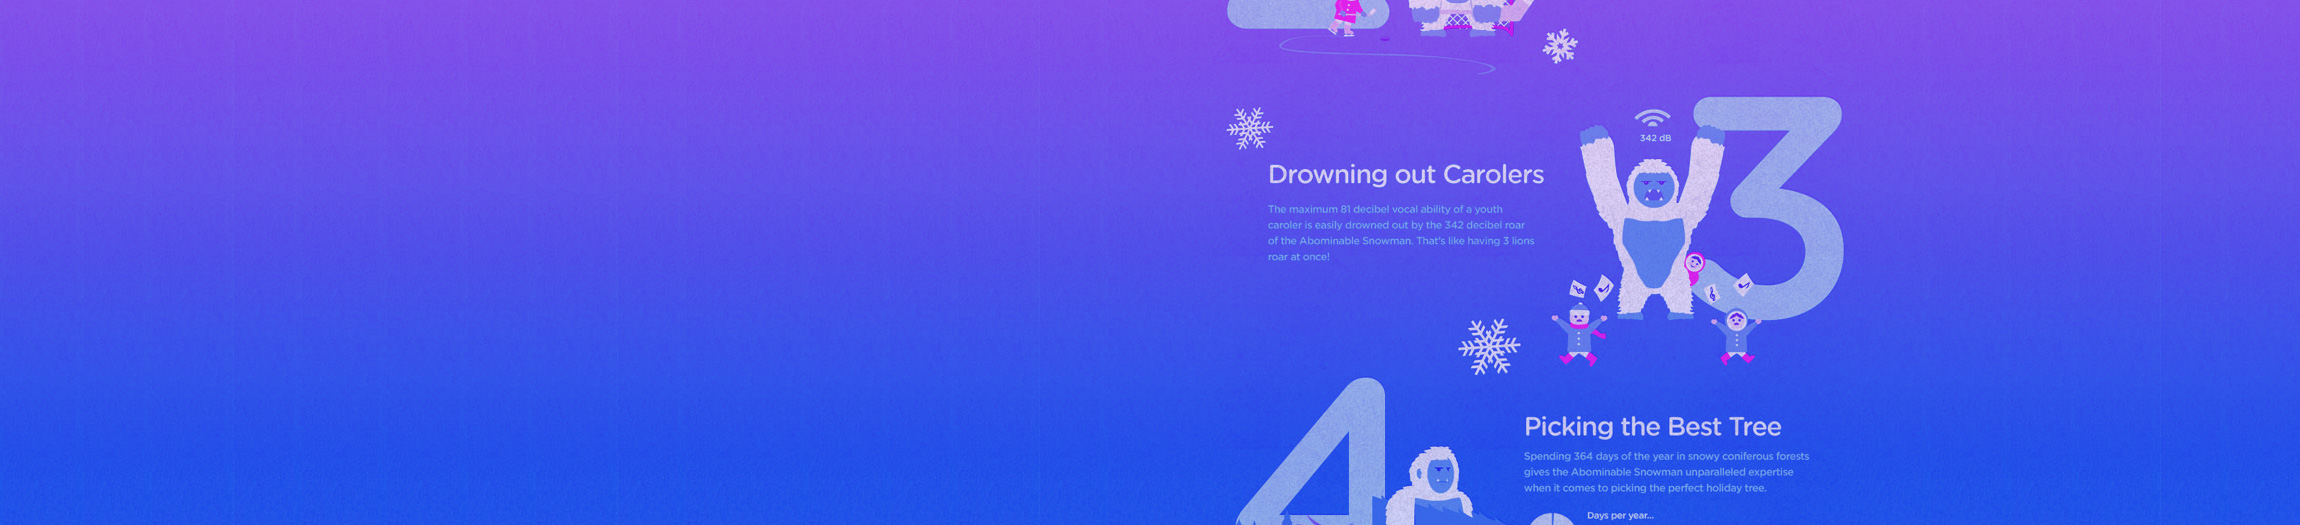 3
342 dB
Drowning out Carolers
The maximum 81 decibel vocal ability of a youth
caroler is easily drowned out by the 342 decibel roar
of the Abominable Snowman. That's like having 3 lions
roar at once!
4
Picking the Best Tree
Spending 364 days of the year in snowy coniferous forests
gives the Abominable Snowman unparalleled expertise
when it comes to picking the perfect holiday tree.
Days per year...